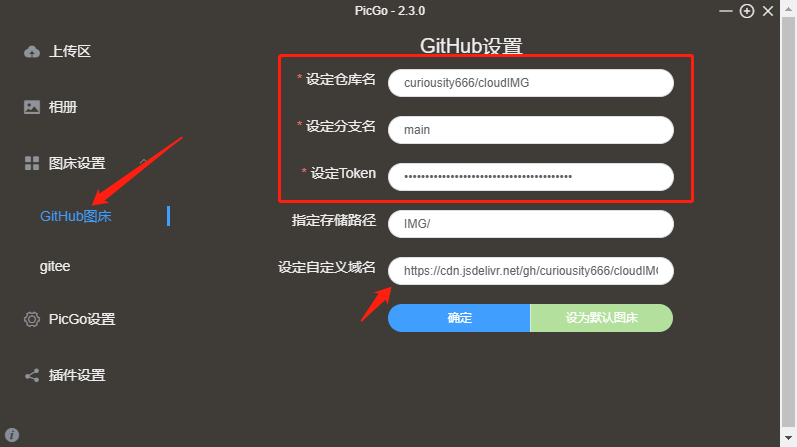 PicGo - 2.3.0
上传区
相册
图床设置
GitHub图床
gitee
PicGo设置
插件设置
GitHub设置
* 设定仓库名 curiousity666/cloudIMG
* 设定分支名 main
* 设定Token
指定存储路径 IMG/
设定自定义域名 https://cdn.jsdelivr.net/gh/curiousity666/cloudIMG
确定 设为默认图床